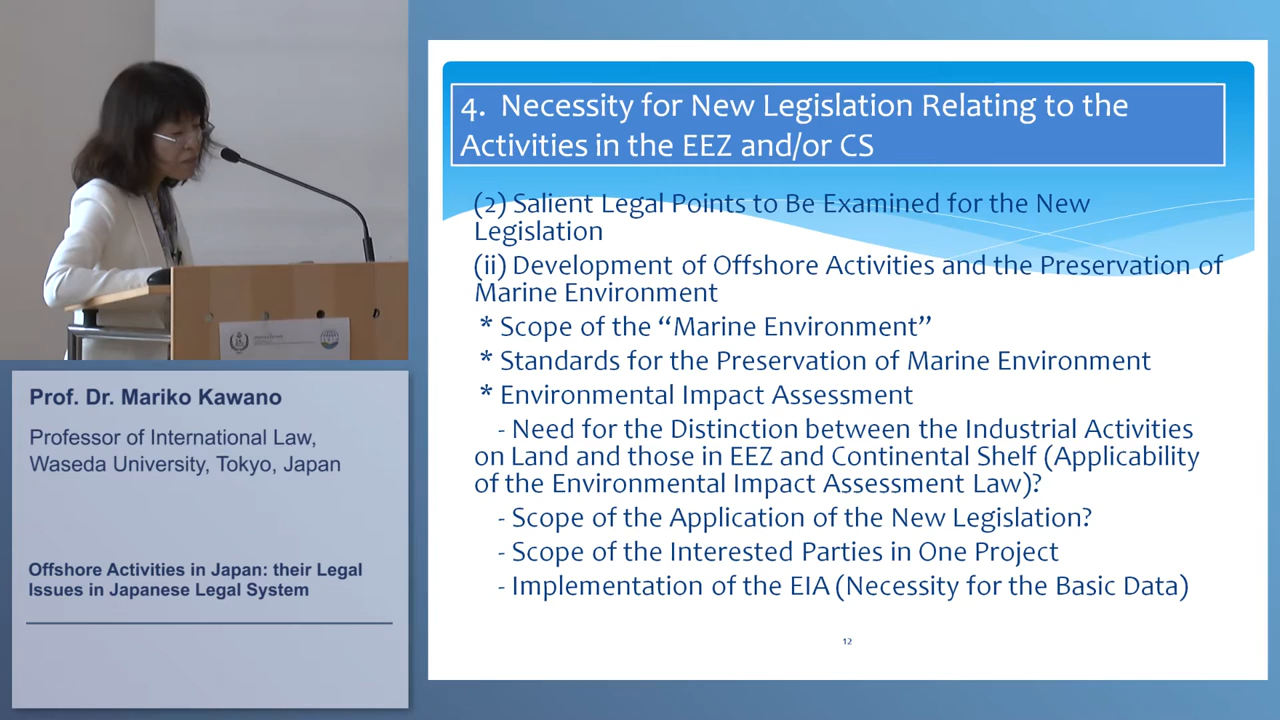 4. Necessity for New Legislation Relating to the
Activities in the EEZ and/or CS
(2) Salient Legal Points to Be Examined for the New
Legislation
(ii) Development of Offshore Activities and the Preservation of
Marine Environment
* Scope of the “Marine Environment”
* Standards for the Preservation of Marine Environment
* Environmental Impact Assessment
- Need for the Distinction between the Industrial Activities
on Land and those in EEZ and Continental Shelf (Applicability
of the Environmental Impact Assessment Law)?
- Scope of the Application of the New Legislation?
- Scope of the Interested Parties in One Project
- Implementation of the EIA (Necessity for the Basic Data)
12
Prof. Dr. Mariko Kawano
Professor of International Law,
Waseda University, Tokyo, Japan
Offshore Activities in Japan: their Legal
Issues in Japanese Legal System